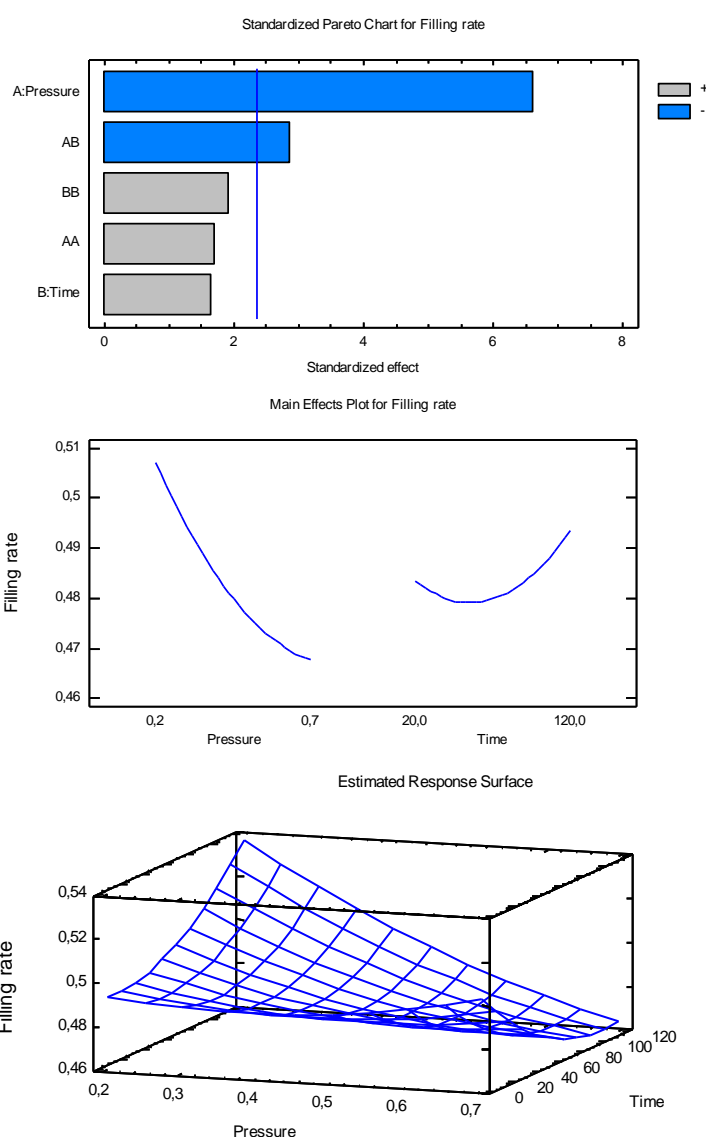 Standardized Pareto Chart for Filling rate
A:Pressure
AB
BB
AA
B:Time
+
-
0 2 4 6 8
Standardized effect
Main Effects Plot for Filling rate
0,51
0,5
0,49
0,48
0,47
0,46
Filling rate
0,2 0,7 20,0 120,0
Pressure Time
Estimated Response Surface
0,54
0,52
0,5
0,48
0,46
Filling rate
0,2 0,3 0,4 0,5 0,6 0,7
Pressure
0 20 40 60 80 100 120
Time